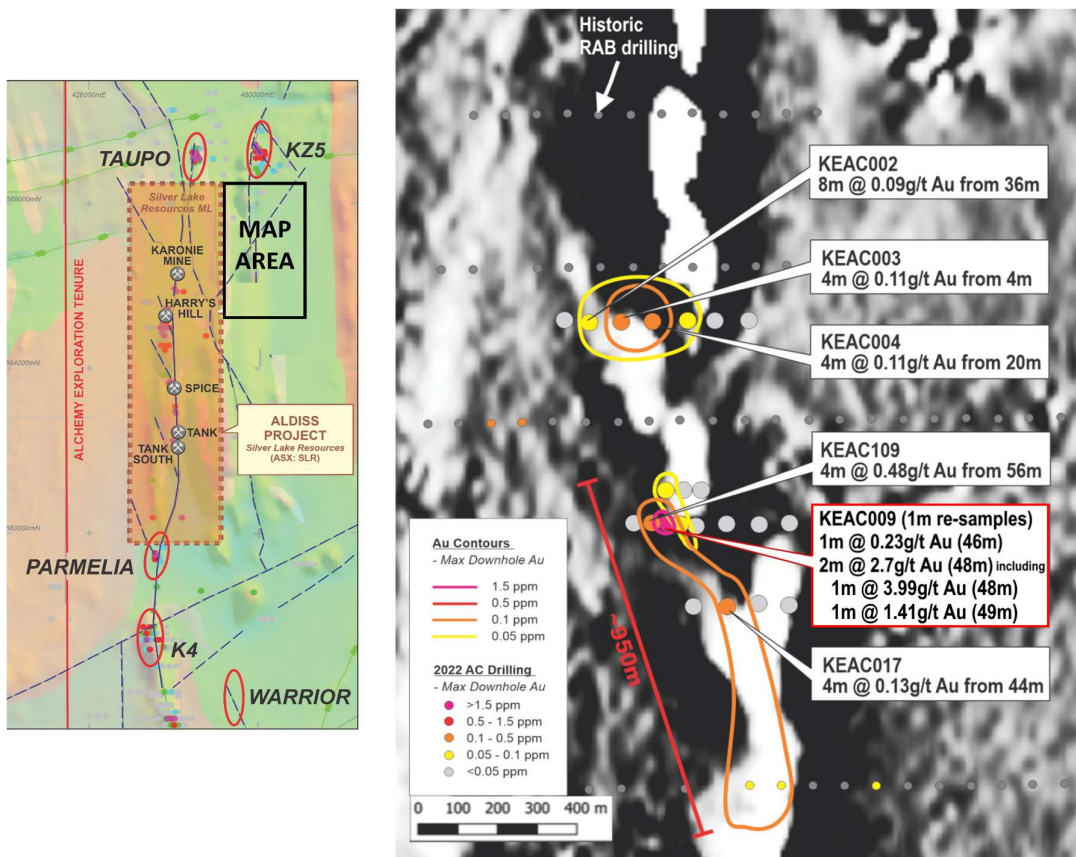 TAUPO
KZ5
426000mE
460000mE
568000mN
Silver Lake
Resources ML
MAP
AREA
KARONIE
MINE
HARRY'S
HILL
564000mN
SPICE
TANK
TANK
SOUTH
ALDISS
PROJECT
Silver Lake Resources
(ASX: SLR)
ALCHEMY EXPLORATION TENURE
560000mN
PARMELIA
K4
WARRIOR
Historic
RAB drilling
KEAC002
8m @ 0.09g/t Au from 36m
KEAC003
4m @ 0.11g/t Au from 4m
KEAC004
4m @ 0.11g/t Au from 20m
KEAC109
4m @ 0.48g/t Au from 56m
KEAC009 (1m re-samples)
1m @ 0.23g/t Au (46m)
2m @ 2.7g/t Au (48m) including
1m @ 3.99g/t Au (48m)
1m @ 1.41g/t Au (49m)
KEAC017
4m @ 0.13g/t Au from 44m
~950m
Au Contours
- Max Downhole Au
1.5 ppm
0.5 ppm
0.1 ppm
0.05 ppm
2022 AC Drilling
- Max Downhole Au
>1.5 ppm
0.5 - 1.5 ppm
0.1 - 0.5 ppm
0.05 - 0.1 ppm
<0.05 ppm
0 100 200 300 400 m